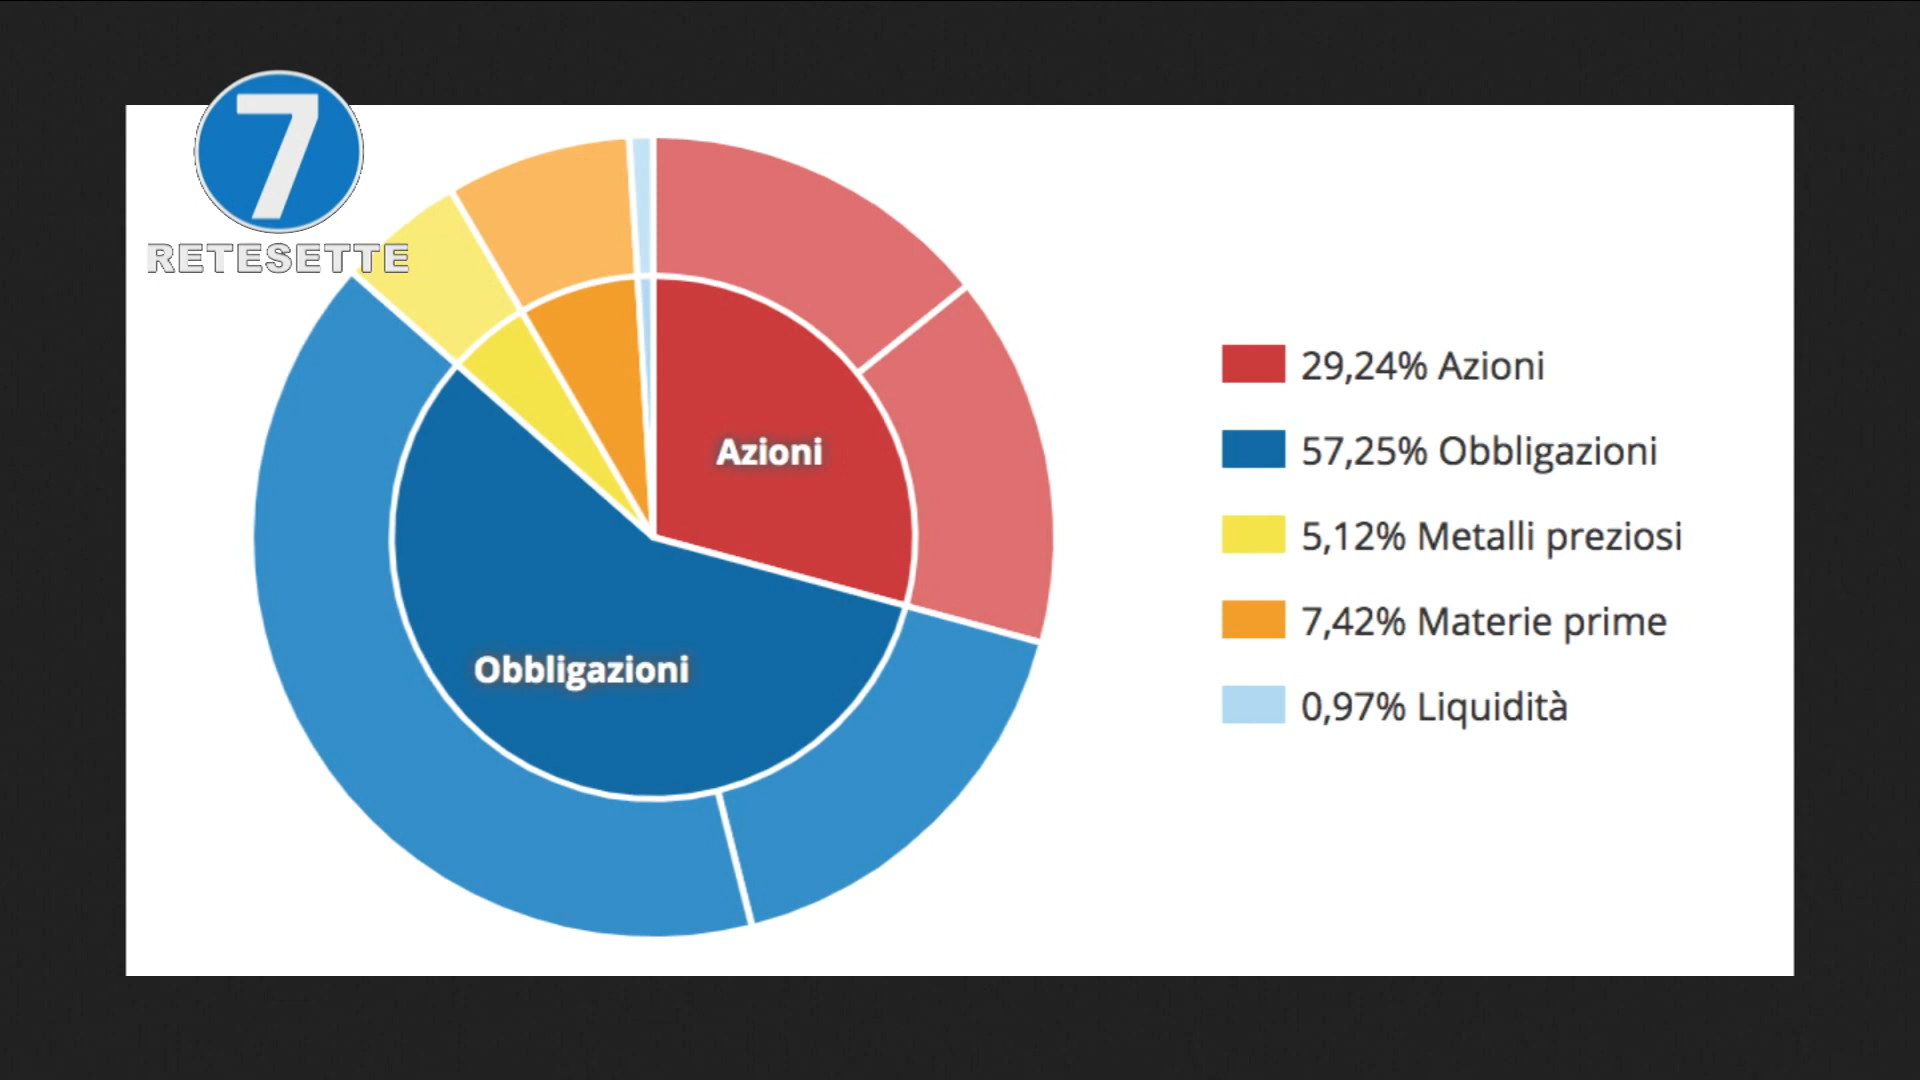 7
RETESETTE
Azioni
Obbligazioni
29,24% Azioni
57,25% Obbligazioni
5,12% Metalli preziosi
7,42% Materie prime
0,97% Liquidità